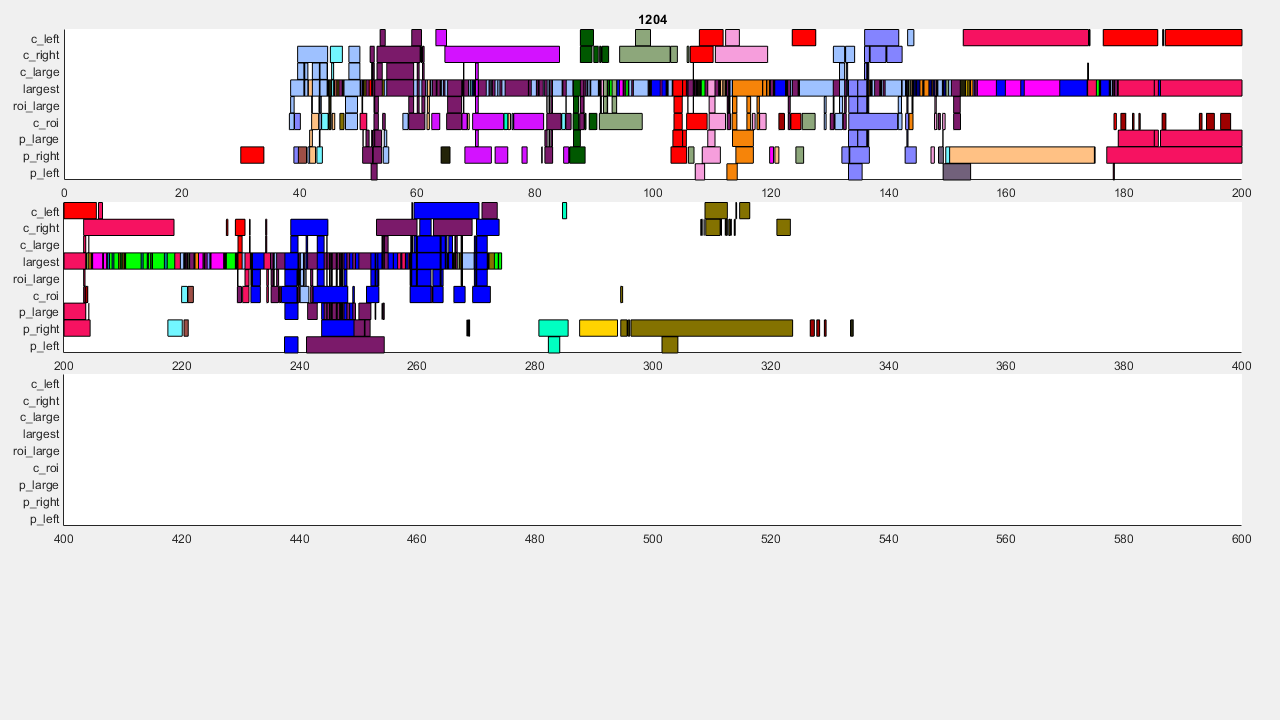 1204
c_left
c_right
c_large
largest
roi_large
c_roi
p_large
p_right
p_left
0 20 40 60 80 100 120 140 160 180 200
c_left
c_right
c_large
largest
roi_large
c_roi
p_large
p_right
p_left
200 220 240 260 280 300 320 340 360 380 400
c_left
c_right
c_large
largest
roi_large
c_roi
p_large
p_right
p_left
400 420 440 460 480 500 520 540 560 580 600